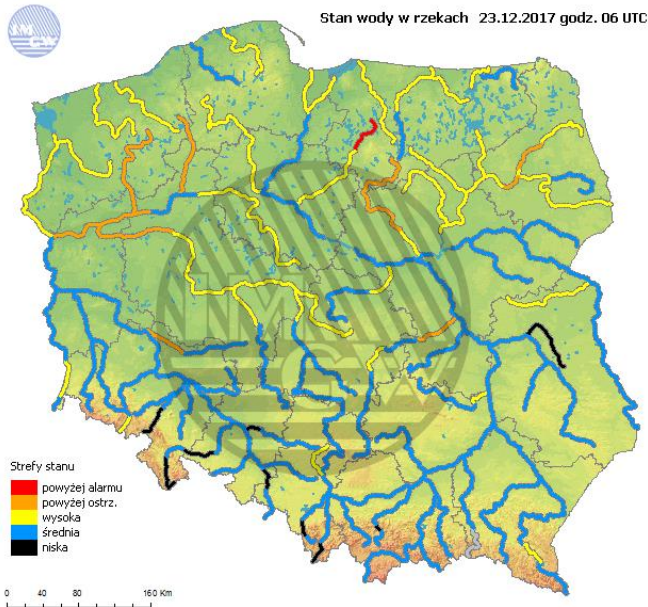 Stan wody w rzekach 23.12.2017 godz. 06 UTC
IMGW
Strefy stanu
powyżej alarmu
powyżej ostrz.
wysoka
średnia
niska
0 40 80 160 Km